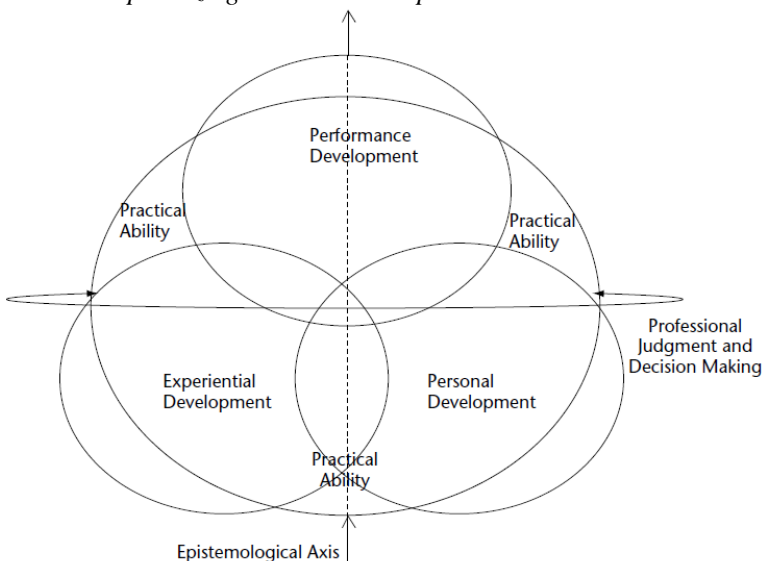 Performance
Development
Practical
Ability
Practical
Ability
Professional
Judgment and
Decision Making
Experiential
Development
Personal
Development
Practical
Ability
Epistemological Axis